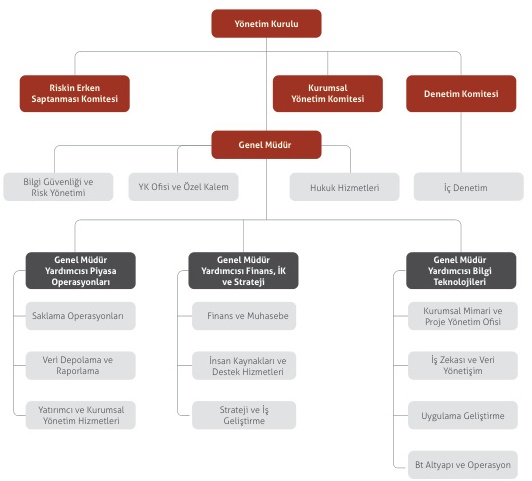 Yönetim Kurulu
Riskin Erken
Saptanması Komitesi
Kurumsal
Yönetim Komitesi
Denetim Komitesi
Genel Müdür
Bilgi Güvenliği ve
Risk Yönetimi
YK Ofisi ve Özel Kalem
Hukuk Hizmetleri
İç Denetim
Genel Müdür
Yardımcısı Piyasa
Operasyonları
Saklama Operasyonları
Veri Depolama ve
Raporlama
Yatırımcı ve Kurumsal
Yönetim Hizmetleri
Genel Müdür
Yardımcısı Finans, İK
ve Strateji
Finans ve Muhasebe
İnsan Kaynakları ve
Destek Hizmetleri
Strateji ve İş
Geliştirme
Genel Müdür
Yardımcısı Bilgi
Teknolojileri
Kurumsal Mimari ve
Proje Yönetim Ofisi
İş Zekası ve Veri
Yönetişim
Uygulama Geliştirme
Bt Altyapı ve Operasyon